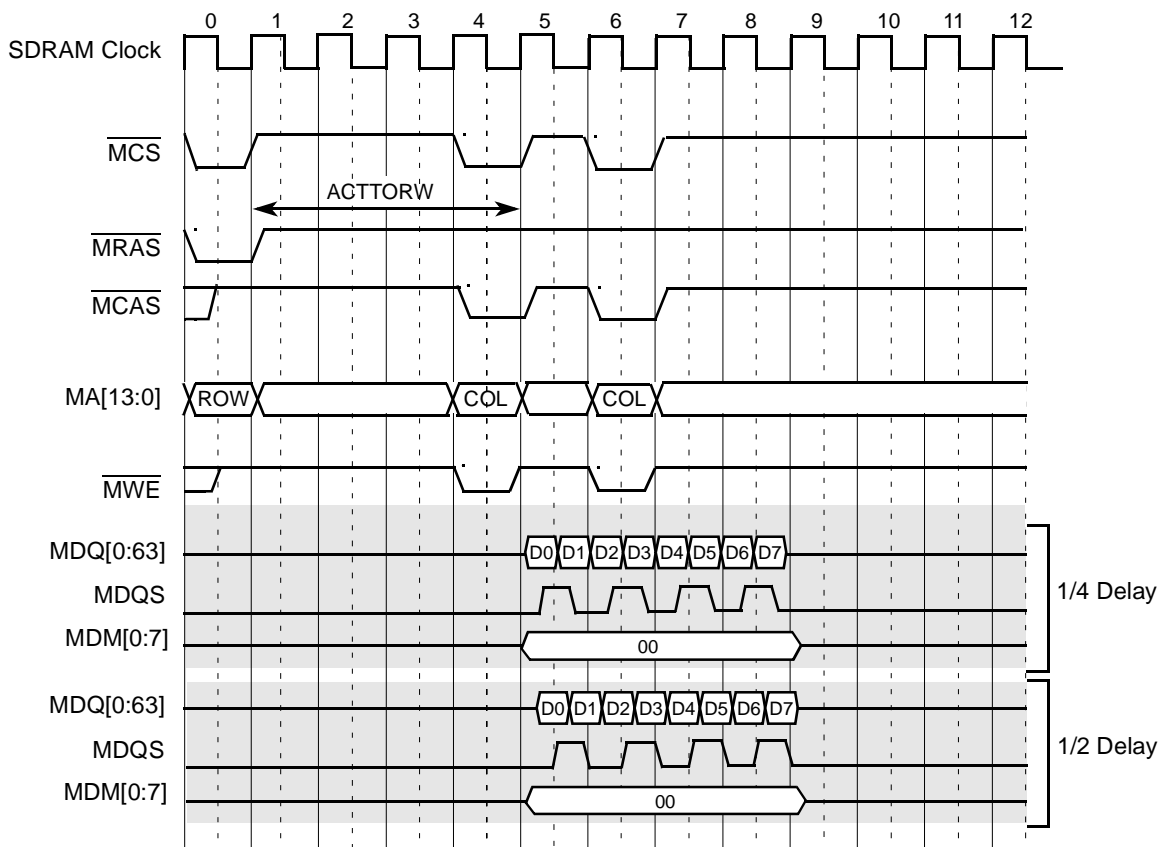 0 1 2 3 4 5 6 7 8 9 10 11 12
SDRAM Clock
MCS
ACTTORW
MRAS
MCAS
MA[13:0] ROW COL COL
MWE
MDQ[0:63] D0 D1 D2 D3 D4 D5 D6 D7
MDQS
1/4 Delay
MDM[0:7] 00
MDQ[0:63] D0 D1 D2 D3 D4 D5 D6 D7
MDQS
1/2 Delay
MDM[0:7] 00